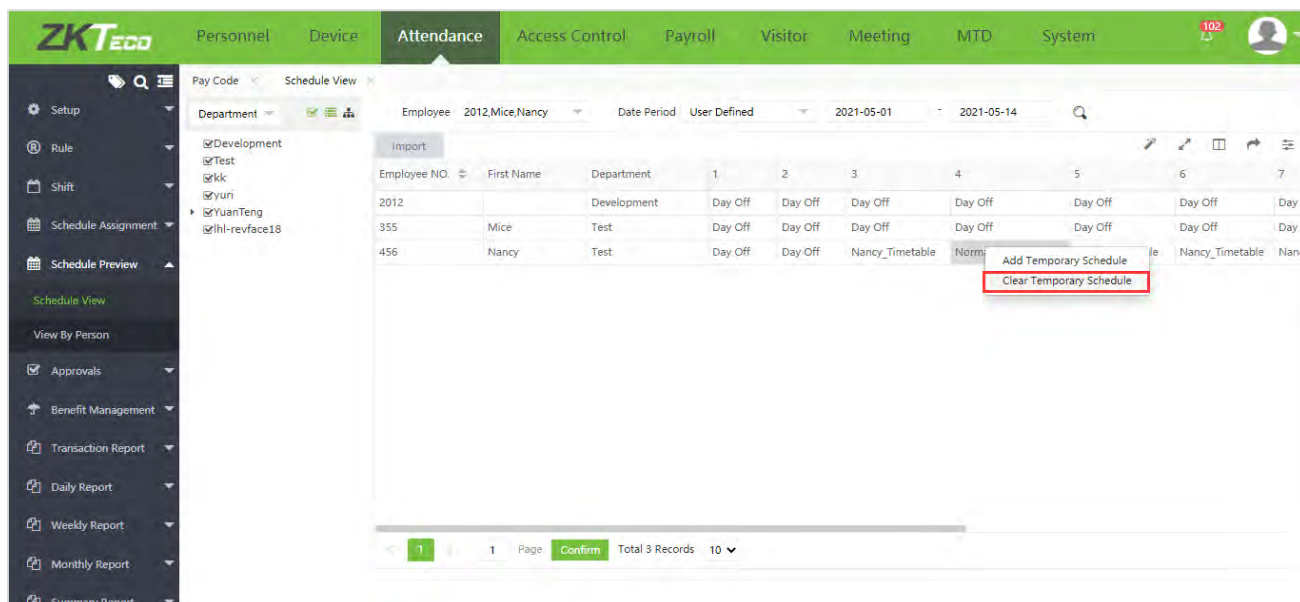 ZKTeco Personnel Device Attendance Access Control Payroll Visitor Meeting MTD System 102
Pay Code Schedule View
Setup
Rule
Shift
Schedule Assignment
Schedule Preview
Schedule View
View By Person
Approvals
Benefit Management
Transaction Report
Daily Report
Weekly Report
Monthly Report
Summary Report
Department
Development
Test
kk
yuri
YuanTeng
lhl-revface18
Employee 2012,Mice,Nancy Date Period User Defined 2021-05-01 - 2021-05-14
Import
Employee NO. First Name Department 1 2 3 4 5 6 7
2012 Development Day Off Day Off Day Off Day Off Day Off Day Off Day
355 Mice Test Day Off Day Off Day Off Day Off Day Off Day Off Day
456 Nancy Test Day Off Day Off Nancy_Timetable Norma le Nancy_Timetable Nan
Add Temporary Schedule
Clear Temporary Schedule
1 1 Page Confirm Total 3 Records 10